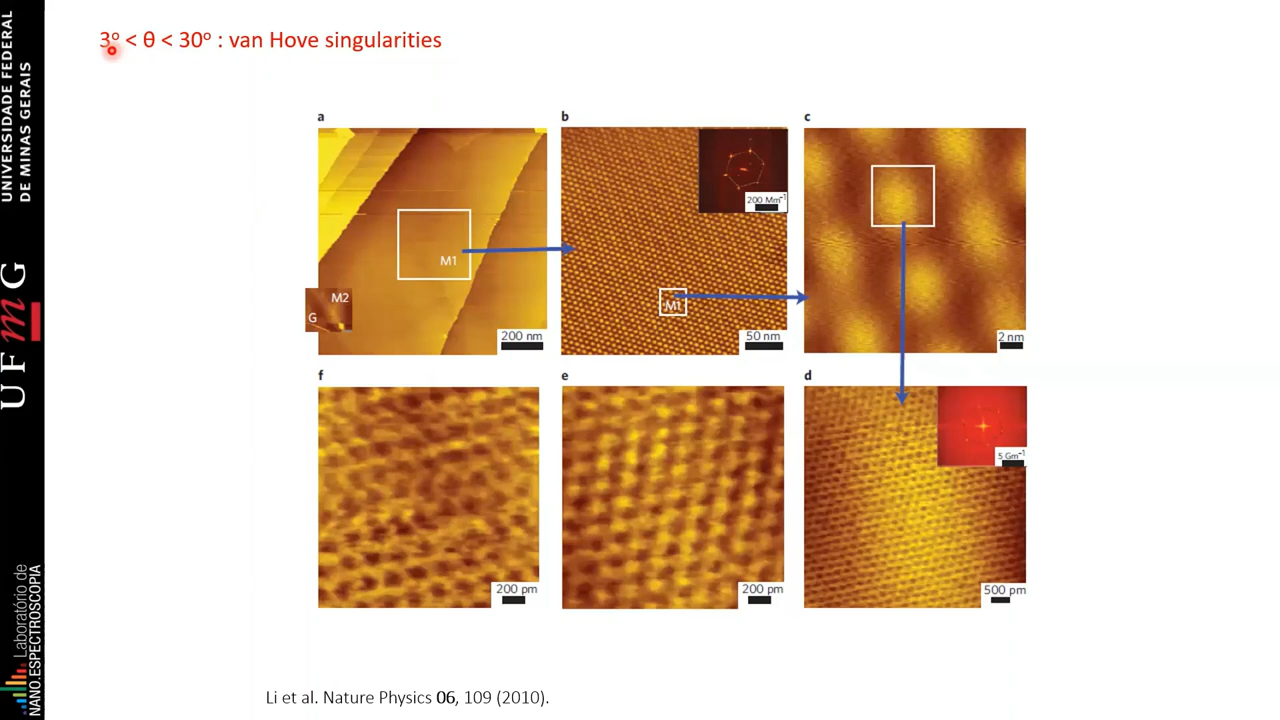 3º < θ < 30º : van Hove singularities
UNIVERSIDADE FEDERAL
DE MINAS GERAIS
UFmG
Laboratório de
NANO.ESPECTROSCOPIA
a
M1
M2
G
200 nm
b
200 Mm⁻¹
M1
50 nm
c
2 nm
f
200 pm
e
200 pm
d
5 Gm⁻¹
500 pm
Li et al. Nature Physics 06, 109 (2010).